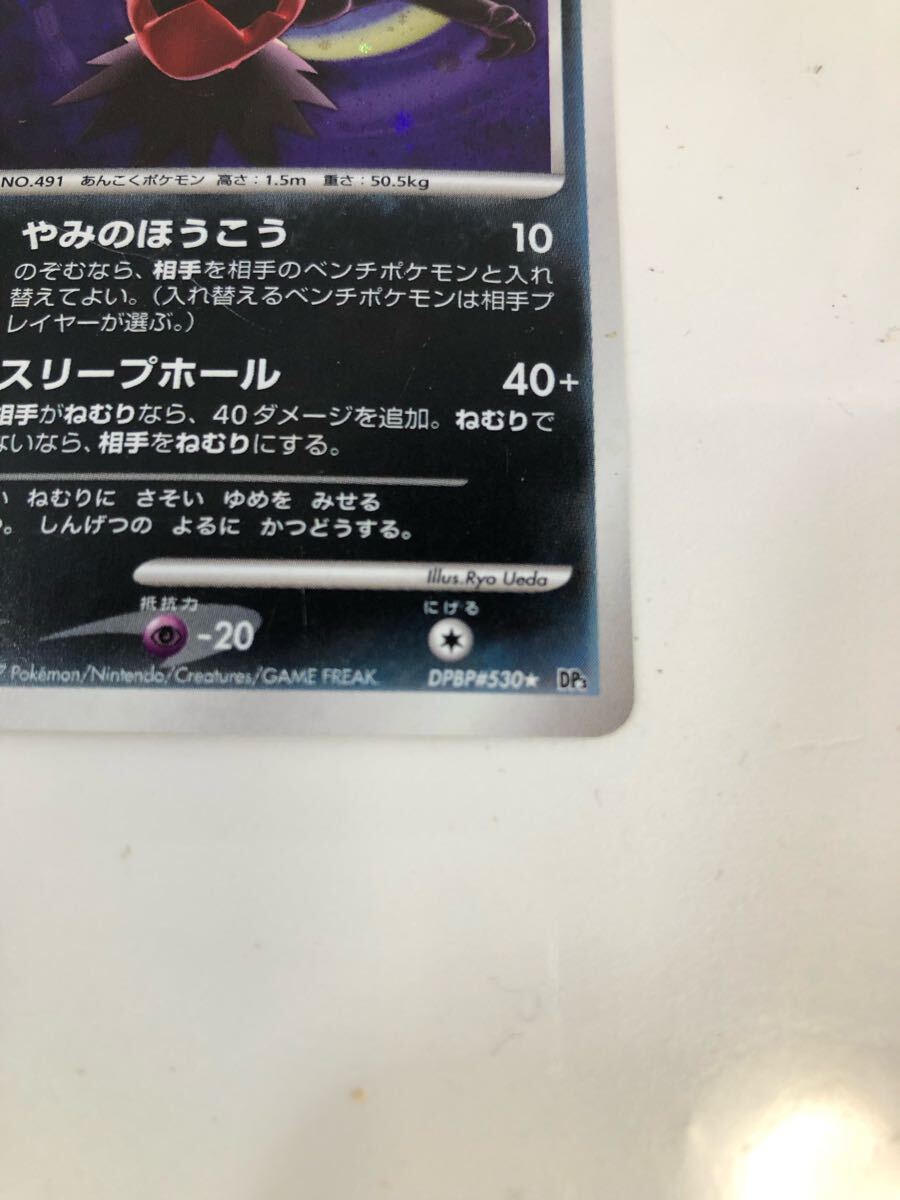 NO.491 あんこくポケモン 高さ:1.5m 重さ:50.5kg
やみのほうこう 10
のぞむなら、相手を相手のベンチポケモンと入れ
替えてよい。(入れ替えるベンチポケモンは相手プ
レイヤーが選ぶ。)
スリープホール 40+
相手がねむりなら、40ダメージを追加。ねむりで
ないなら、相手をねむりにする。
ねむりに さそい ゆめを みせる
しんげつの よるに かつどうする。
Illus.Ryo Ueda
抵抗力 にげる
-20
Pokémon/Nintendo/Creatures/GAME FREAK. DPBP#530★ DPs